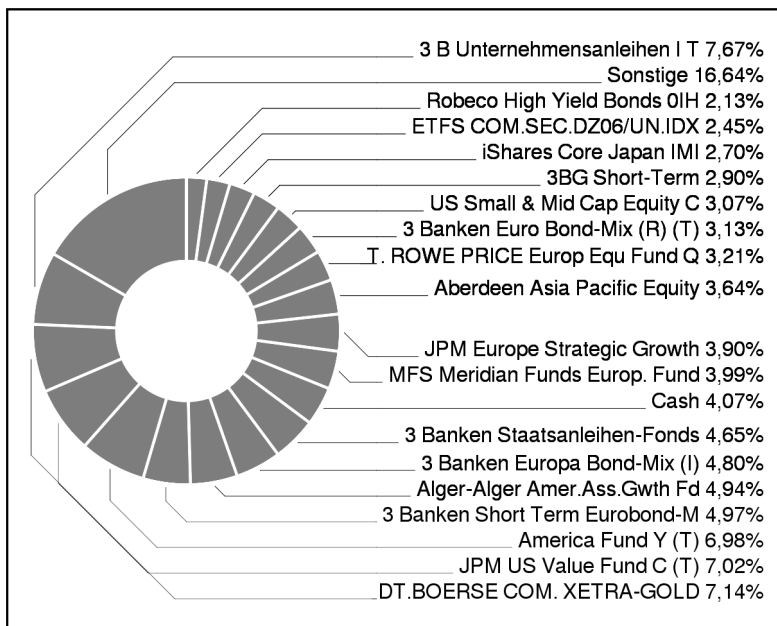 3 B Unternehmensanleihen I T 7,67%
Sonstige 16,64%
Robeco High Yield Bonds 0IH 2,13%
ETFS COM.SEC.DZ06/UN.IDX 2,45%
iShares Core Japan IMI 2,70%
3BG Short-Term 2,90%
US Small & Mid Cap Equity C 3,07%
3 Banken Euro Bond-Mix (R) (T) 3,13%
T. ROWE PRICE Europ Equ Fund Q 3,21%
Aberdeen Asia Pacific Equity 3,64%
JPM Europe Strategic Growth 3,90%
MFS Meridian Funds Europ. Fund 3,99%
Cash 4,07%
3 Banken Staatsanleihen-Fonds 4,65%
3 Banken Europa Bond-Mix (I) 4,80%
Alger-Alger Amer.Ass.Gwth Fd 4,94%
3 Banken Short Term Eurobond-M 4,97%
America Fund Y (T) 6,98%
JPM US Value Fund C (T) 7,02%
DT.BOERSE COM. XETRA-GOLD 7,14%